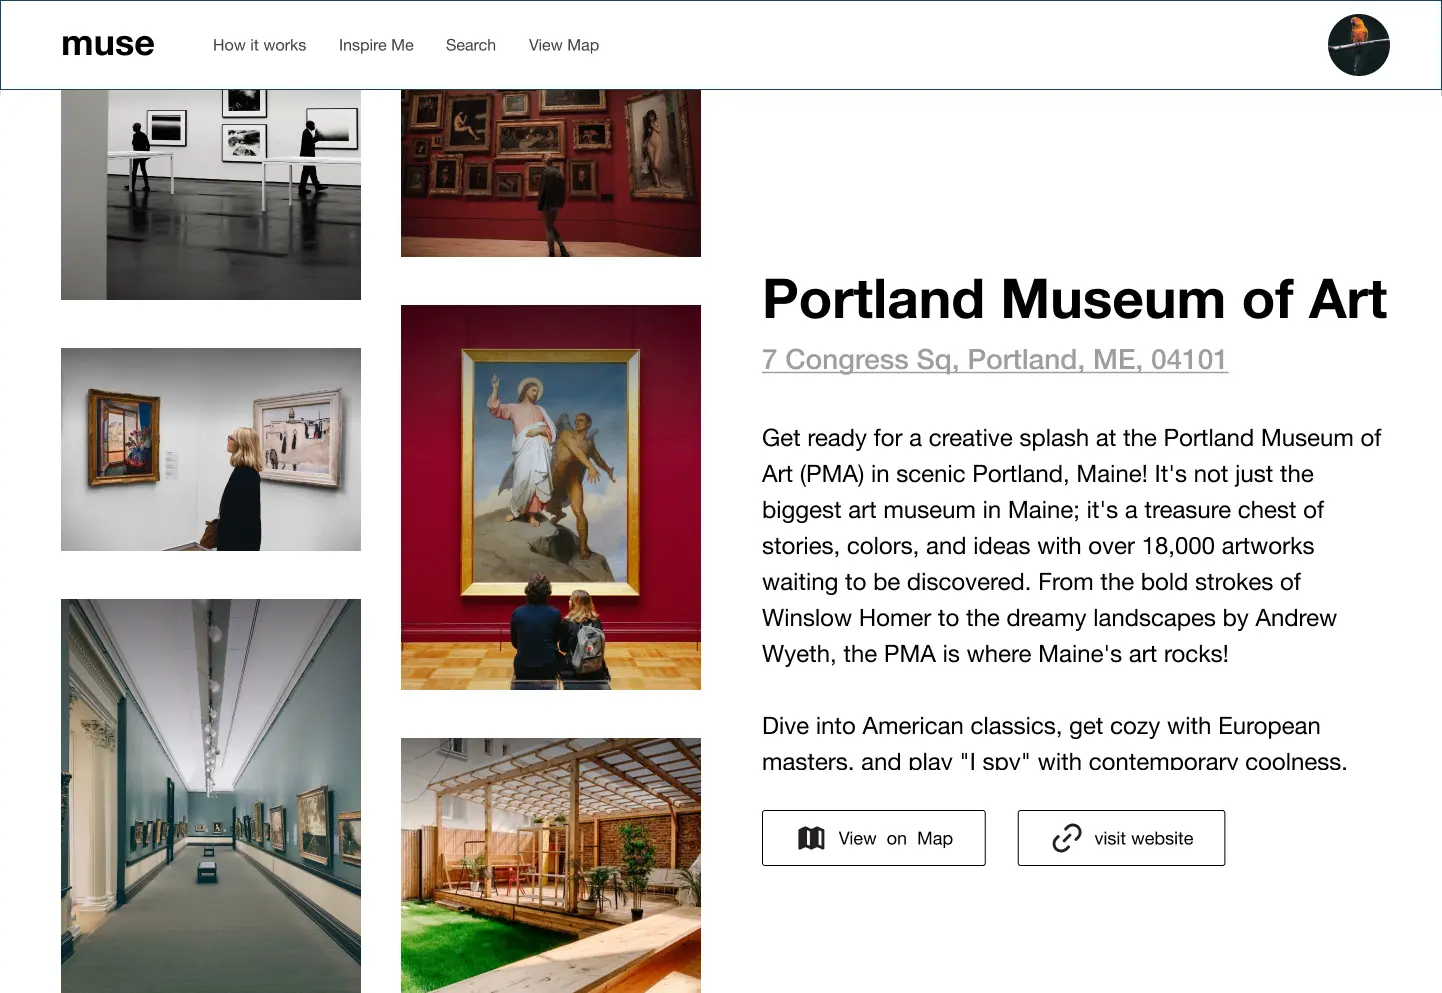 muse
How it works
Inspire Me
Search
View Map
Portland Museum of Art
7 Congress Sq, Portland, ME, 04101
Get ready for a creative splash at the Portland Museum of
Art (PMA) in scenic Portland, Maine! It's not just the
biggest art museum in Maine; it's a treasure chest of
stories, colors, and ideas with over 18,000 artworks
waiting to be discovered. From the bold strokes of
Winslow Homer to the dreamy landscapes by Andrew
Wyeth, the PMA is where Maine's art rocks!
Dive into American classics, get cozy with European
masters, and play "I spy" with contemporary coolness.
View on Map
visit website